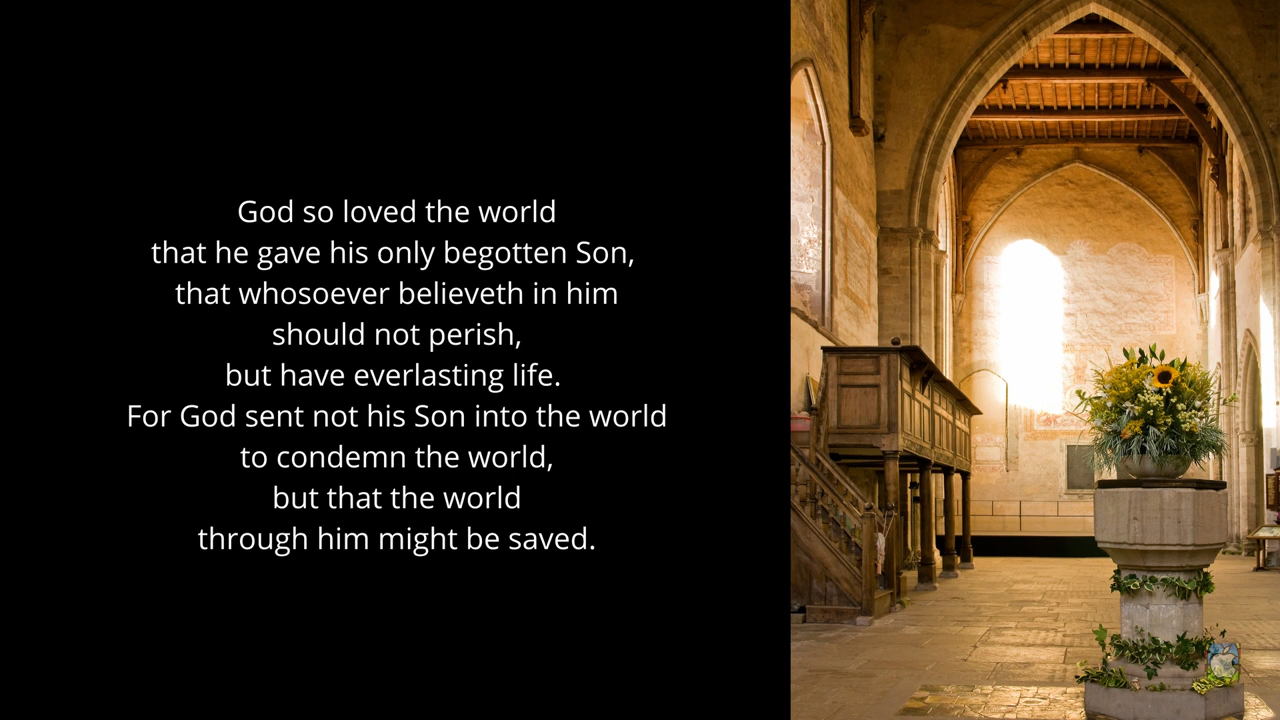 God so loved the world
that he gave his only begotten Son,
that whosoever believeth in him
should not perish,
but have everlasting life.
For God sent not his Son into the world
to condemn the world,
but that the world
through him might be saved.